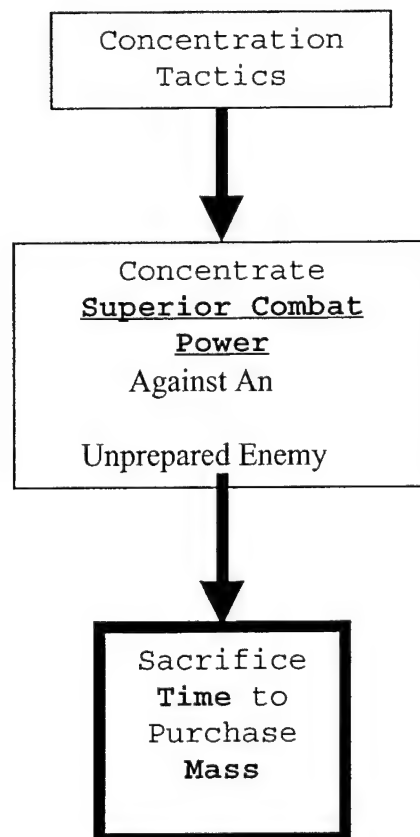 Concentration
Tactics
Concentrate
Superior Combat
Power
Against An
Unprepared Enemy
Sacrifice
Time to
Purchase
Mass